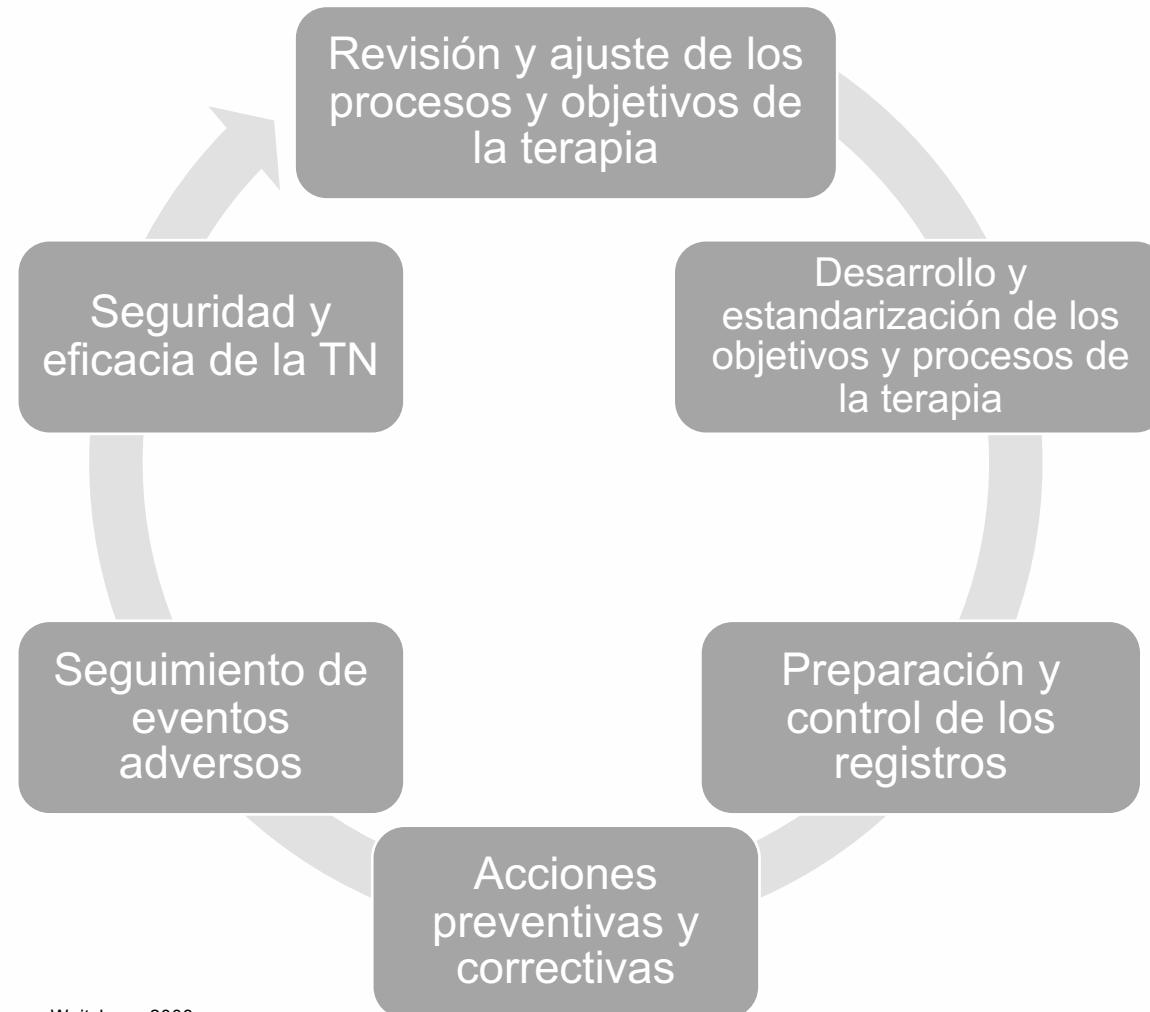 Revisión y ajuste de los
procesos y objetivos de
la terapia
Desarrollo y
estandarización de los
objetivos y procesos de
la terapia
Preparación y
control de los
registros
Acciones
preventivas y
correctivas
Seguimiento de
eventos
adversos
Seguridad y
eficacia de la TN